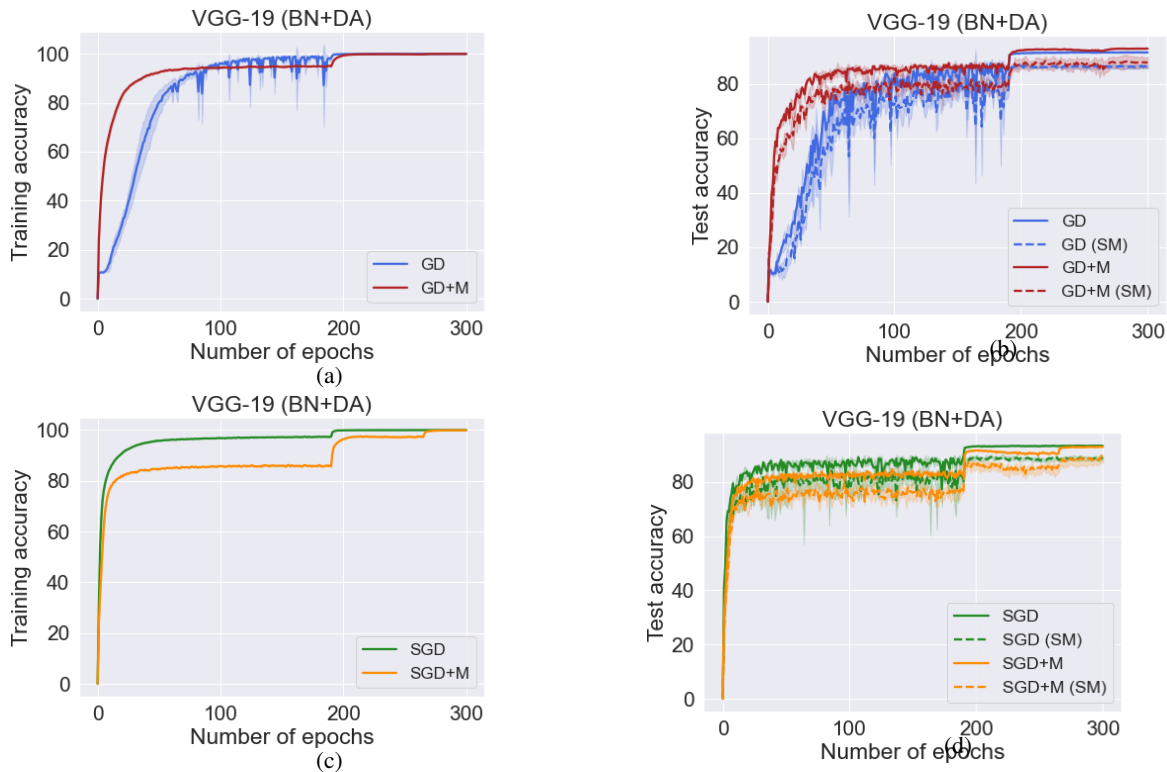 VGG-19 (BN+DA)
100
80
60
40
20
0
Training accuracy
GD
GD+M
0
100
200
300
Number of epochs
(a)
VGG-19 (BN+DA)
80
60
40
20
0
Test accuracy
GD
GD (SM)
GD+M
GD+M (SM)
0
100
200
300
Number of epochs
(b)
VGG-19 (BN+DA)
100
80
60
40
20
0
Training accuracy
SGD
SGD+M
0
100
200
300
Number of epochs
(c)
VGG-19 (BN+DA)
80
60
40
20
0
Test accuracy
SGD
SGD (SM)
SGD+M
SGD+M (SM)
0
100
200
300
Number of epochs
(d)